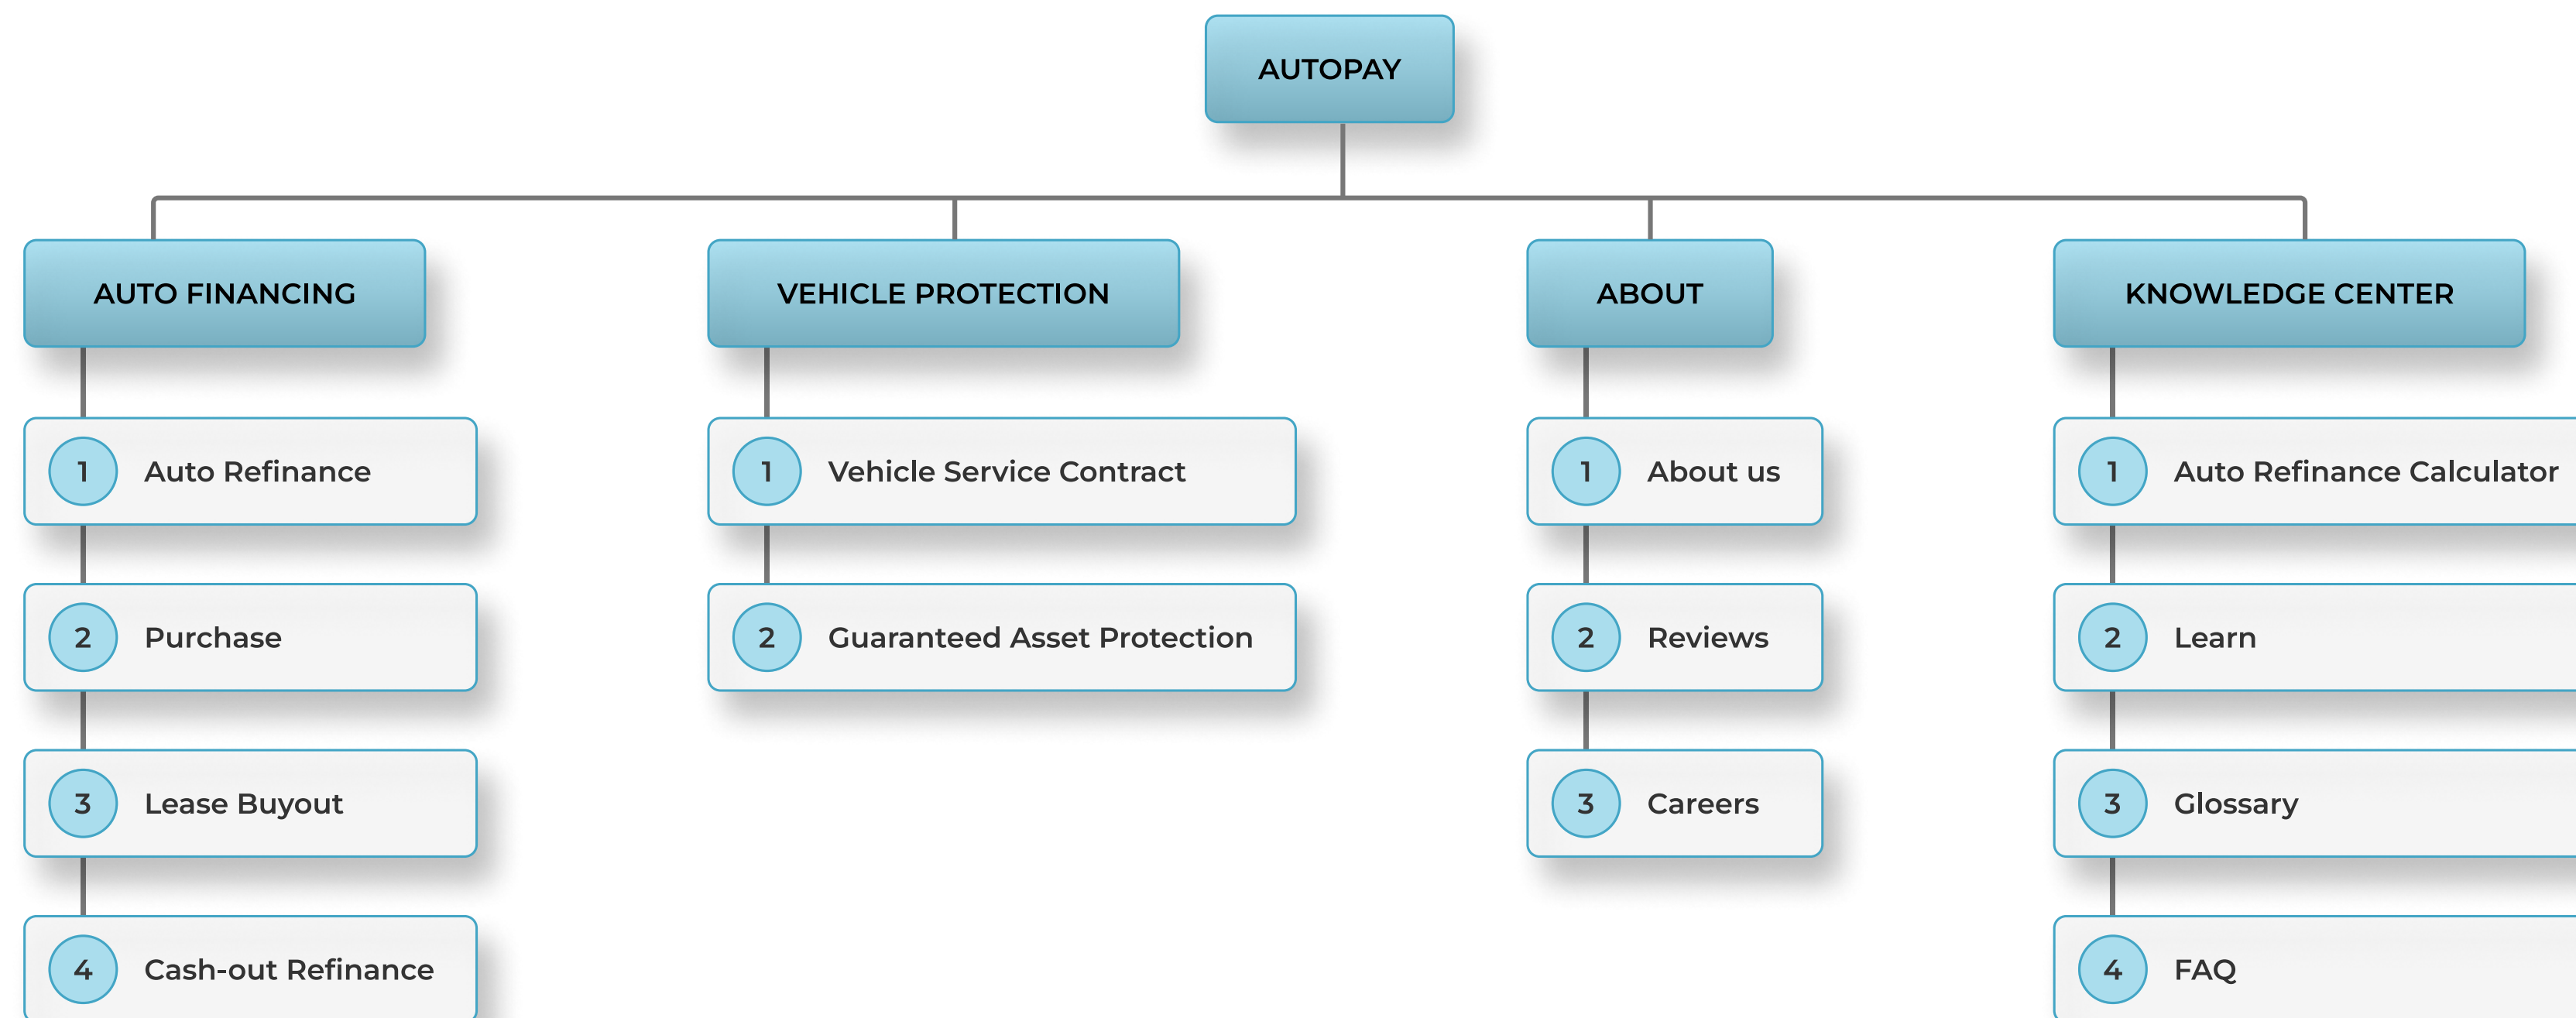 AUTOPAY
AUTO FINANCING
1 Auto Refinance
2 Purchase
3 Lease Buyout
4 Cash-out Refinance
VEHICLE PROTECTION
1 Vehicle Service Contract
2 Guaranteed Asset Protection
ABOUT
1 About us
2 Reviews
3 Careers
KNOWLEDGE CENTER
1 Auto Refinance Calculator
2 Learn
3 Glossary
4 FAQ